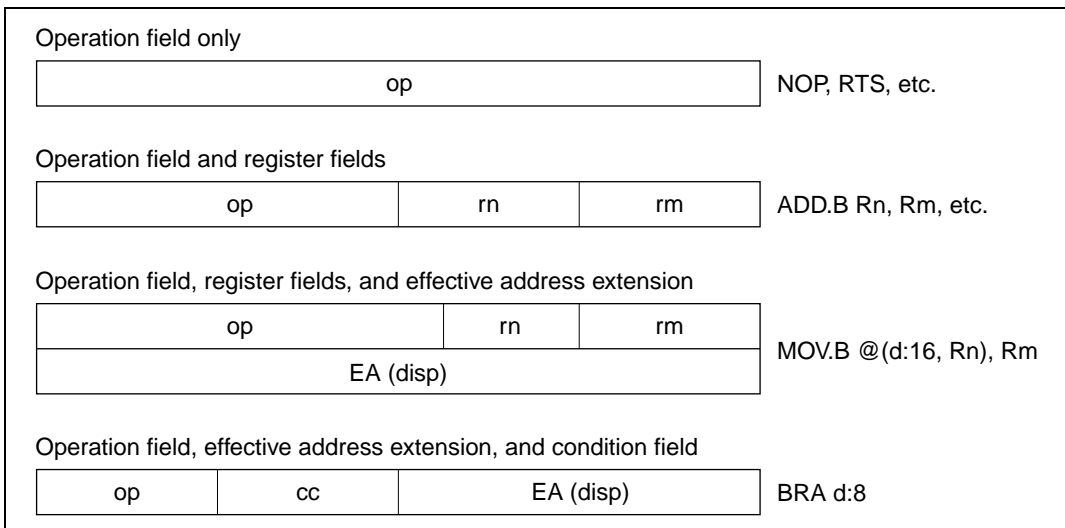 Operation field only
op NOP, RTS, etc.
Operation field and register fields
op rn rm ADD.B Rn, Rm, etc.
Operation field, register fields, and effective address extension
op rn rm
MOV.B @(d:16, Rn), Rm
EA (disp)
Operation field, effective address extension, and condition field
op cc EA (disp) BRA d:8